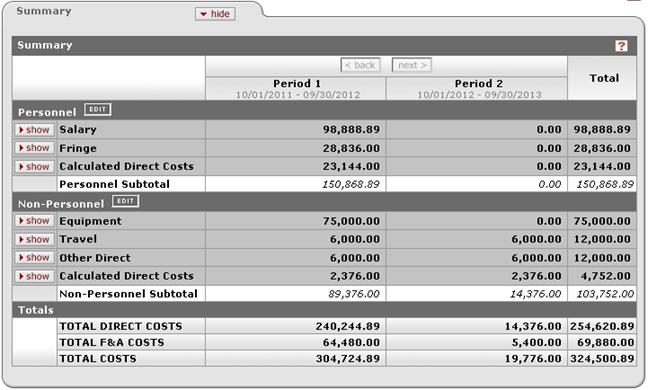 Summary
hide
Summary ?
< back next >
Period 1 Period 2 Total
10/01/2011 - 09/30/2012 10/01/2012 - 09/30/2013
Personnel EDIT
show Salary 98,888.89 0.00 98,888.89
show Fringe 28,836.00 0.00 28,836.00
show Calculated Direct Costs 23,144.00 0.00 23,144.00
Personnel Subtotal 150,868.89 0.00 150,868.89
Non-Personnel EDIT
show Equipment 75,000.00 0.00 75,000.00
show Travel 6,000.00 6,000.00 12,000.00
show Other Direct 6,000.00 6,000.00 12,000.00
show Calculated Direct Costs 2,376.00 2,376.00 4,752.00
Non-Personnel Subtotal 89,376.00 14,376.00 103,752.00
Totals
TOTAL DIRECT COSTS 240,244.89 14,376.00 254,620.89
TOTAL F&A COSTS 64,480.00 5,400.00 69,880.00
TOTAL COSTS 304,724.89 19,776.00 324,500.89